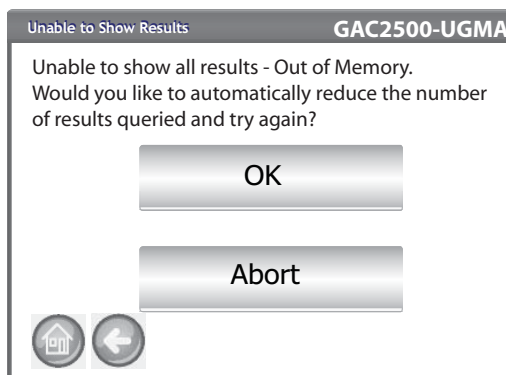 Unable to Show Results
GAC2500-UGMA
Unable to show all results - Out of Memory.
Would you like to automatically reduce the number
of results queried and try again?
OK
Abort